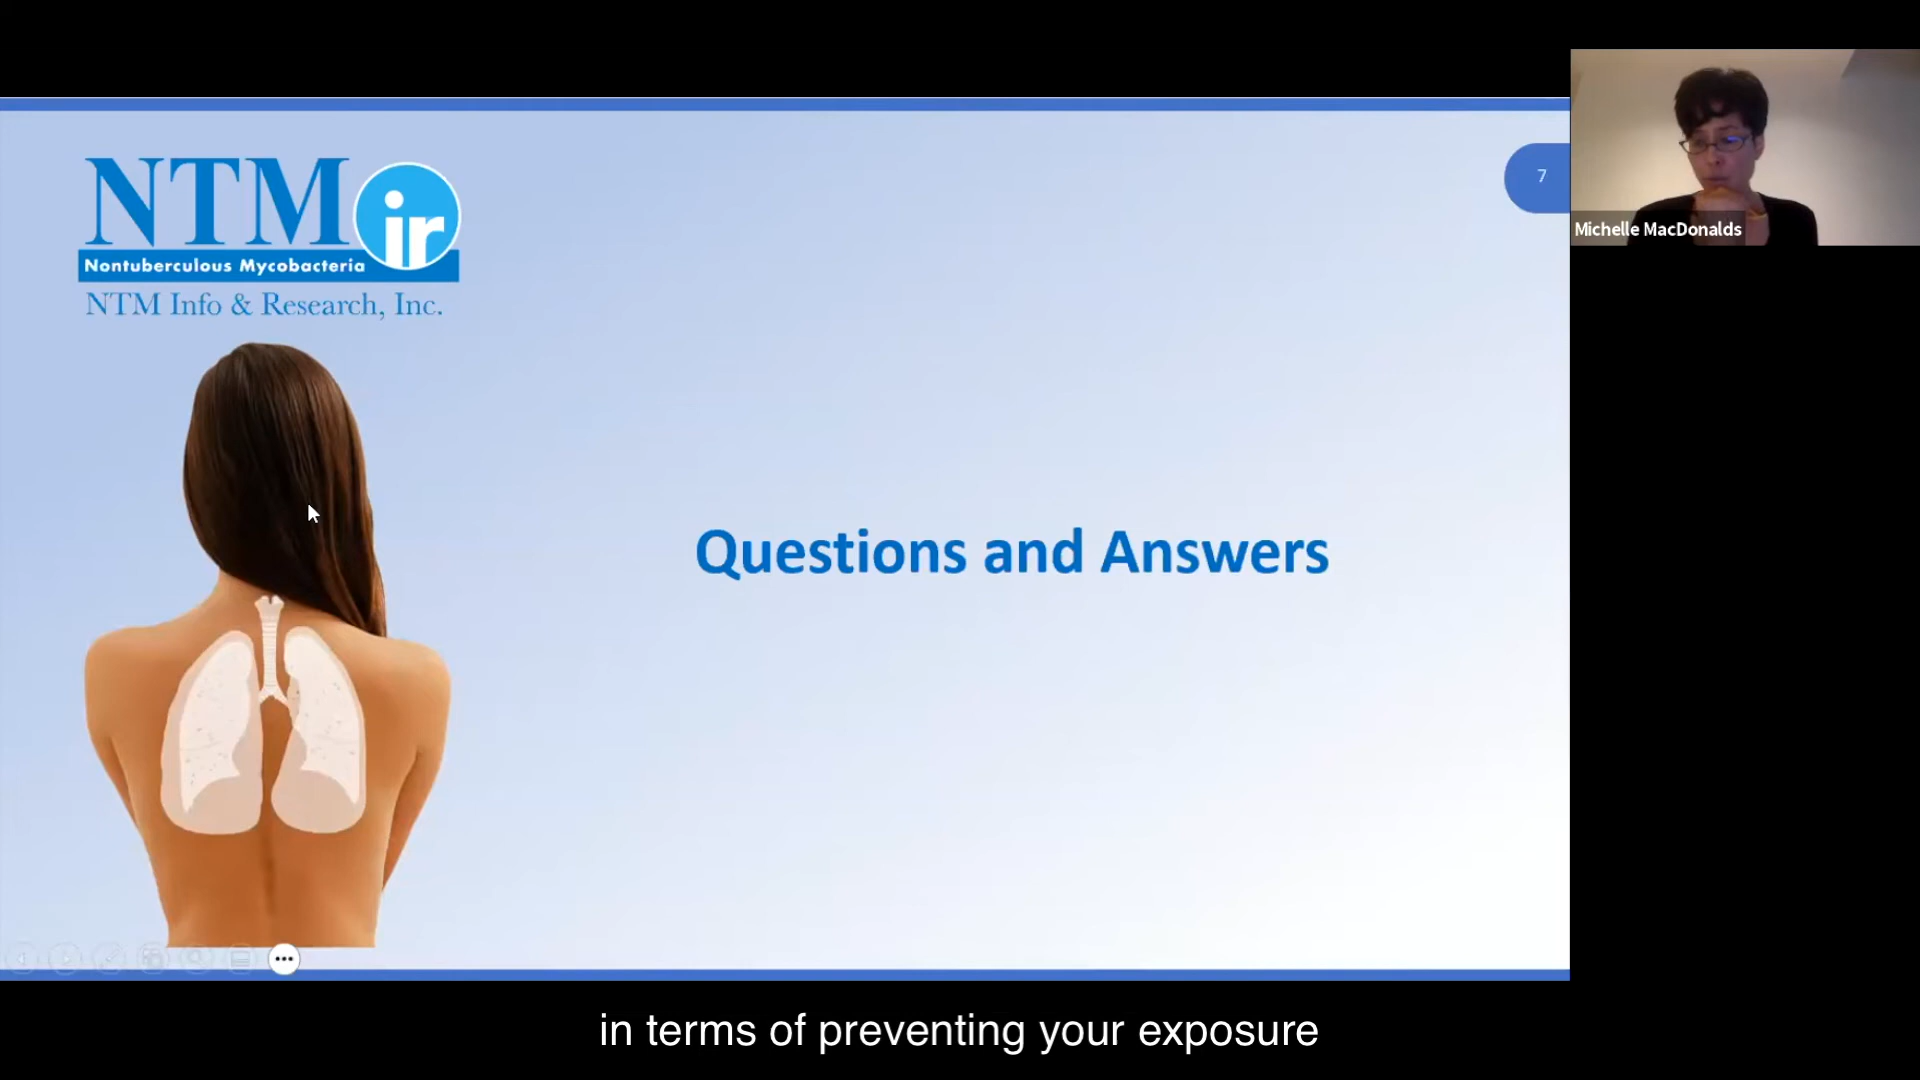 NTM
ir
Nontuberculous Mycobacteria
NTM Info & Research, Inc.
7
Michelle MacDonalds
Questions and Answers
in terms of preventing your exposure